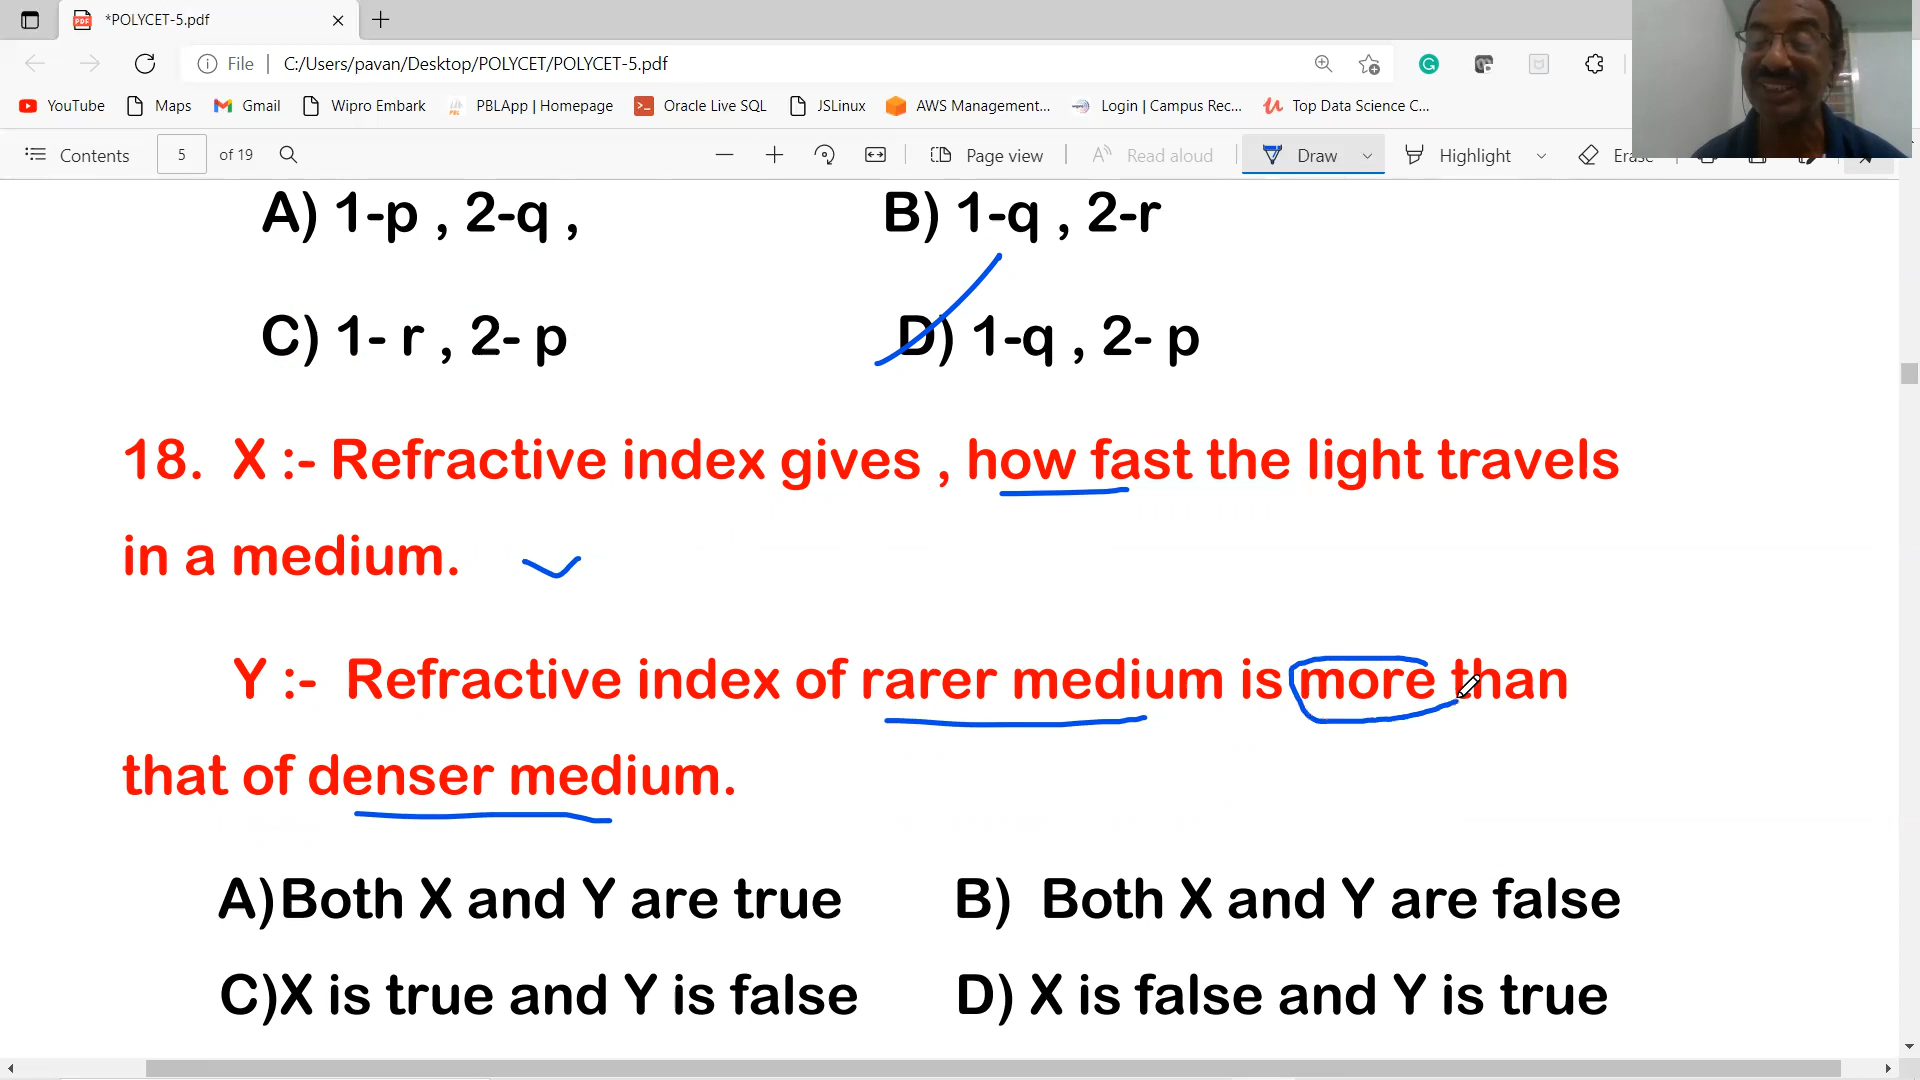 *POLYCET-5.pdf
File
C:/Users/pavan/Desktop/POLYCET/POLYCET-5.pdf
YouTube
Maps
Gmail
Wipro Embark
PBLApp | Homepage
Oracle Live SQL
JSLinux
AWS Management...
Login | Campus Rec...
Top Data Science C...
Contents
5
of 19
Page view
Read aloud
Draw
Highlight
Erase
A) 1-p , 2-q ,
B) 1-q , 2-r
C) 1- r , 2- p
D) 1-q , 2- p
18. X :- Refractive index gives , how fast the light travels
in a medium.
Y :- Refractive index of rarer medium is more than
that of denser medium.
A)Both X and Y are true
B) Both X and Y are false
C)X is true and Y is false
D) X is false and Y is true